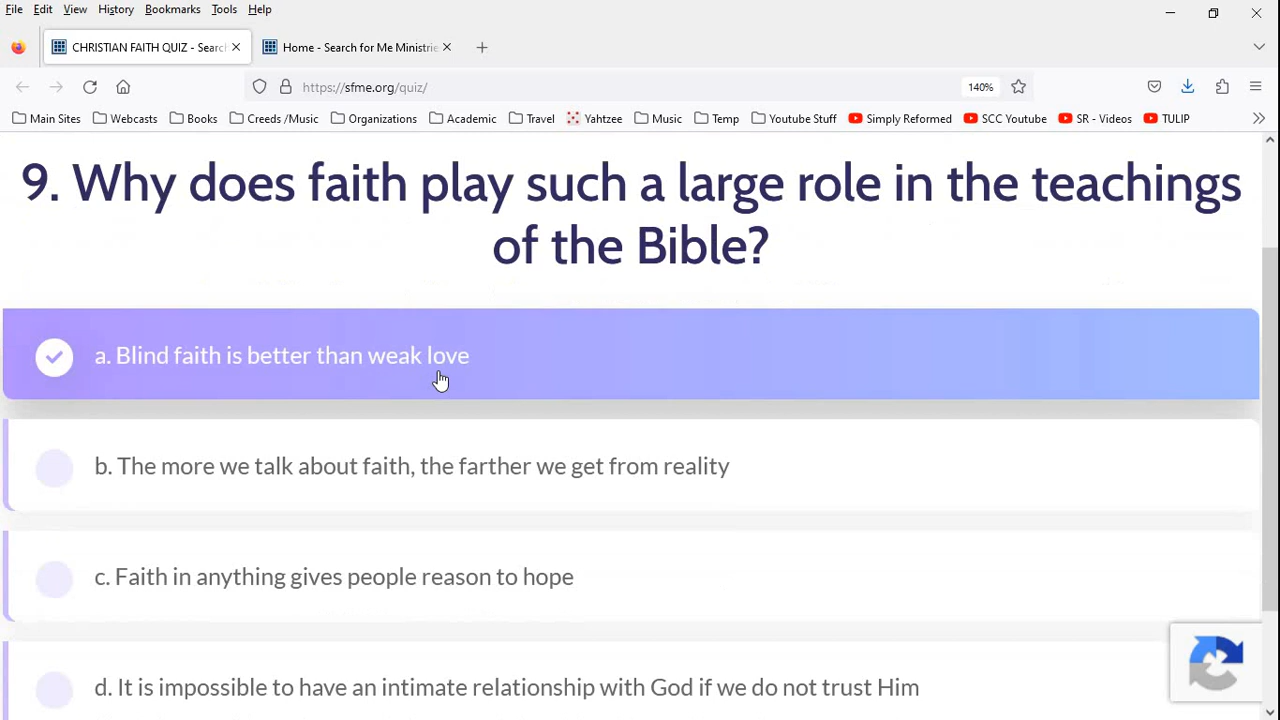 File Edit View History Bookmarks Tools Help
CHRISTIAN FAITH QUIZ - Searc
Home - Search for Me Ministrie
https://sfme.org/quiz/
140%
Main Sites Webcasts Books Creeds /Music Organizations Academic Travel Yahtzee Music Temp Youtube Stuff Simply Reformed SCC Youtube SR - Videos TULIP
9. Why does faith play such a large role in the teachings
of the Bible?
a. Blind faith is better than weak love
b. The more we talk about faith, the farther we get from reality
c. Faith in anything gives people reason to hope
d. It is impossible to have an intimate relationship with God if we do not trust Him